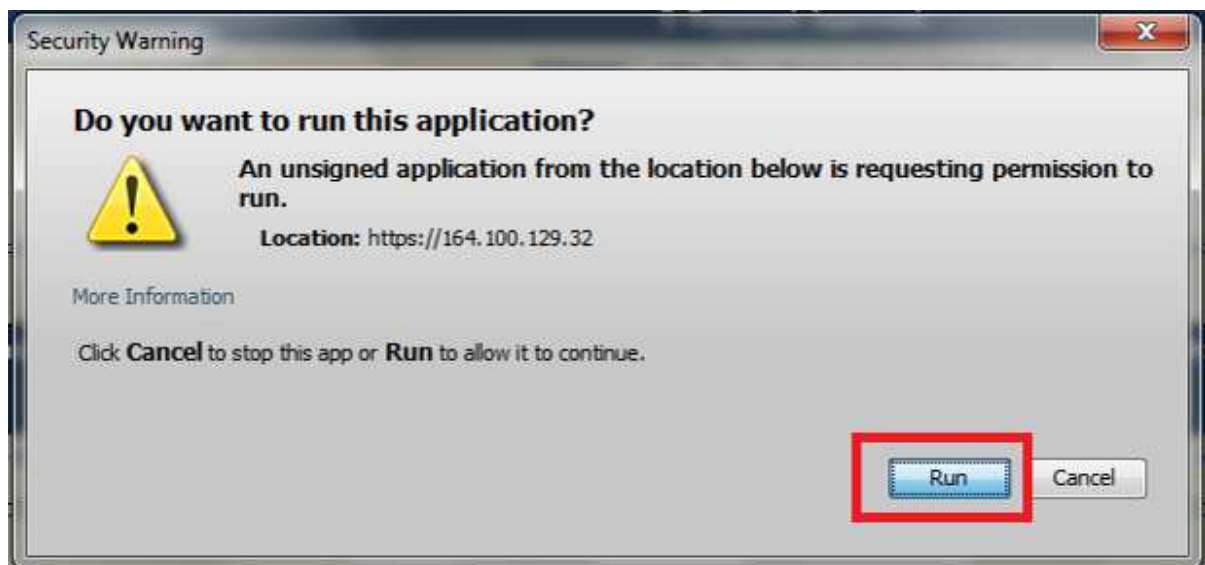 Security Warning
Do you want to run this application?
An unsigned application from the location below is requesting permission to
run.
Location: https://164.100.129.32
More Information
Click Cancel to stop this app or Run to allow it to continue.
Run Cancel